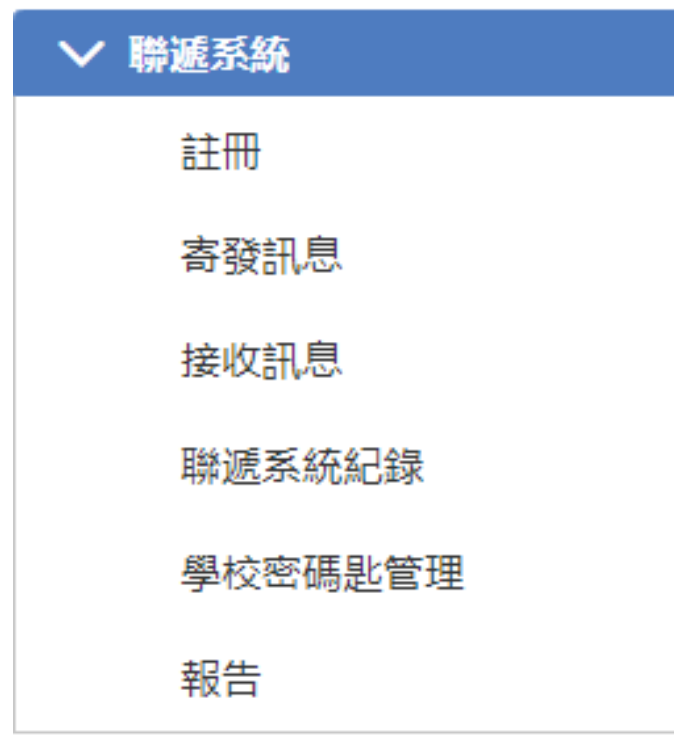 聯遞系統
註冊
寄發訊息
接收訊息
聯遞系統紀錄
學校密碼匙管理
報告